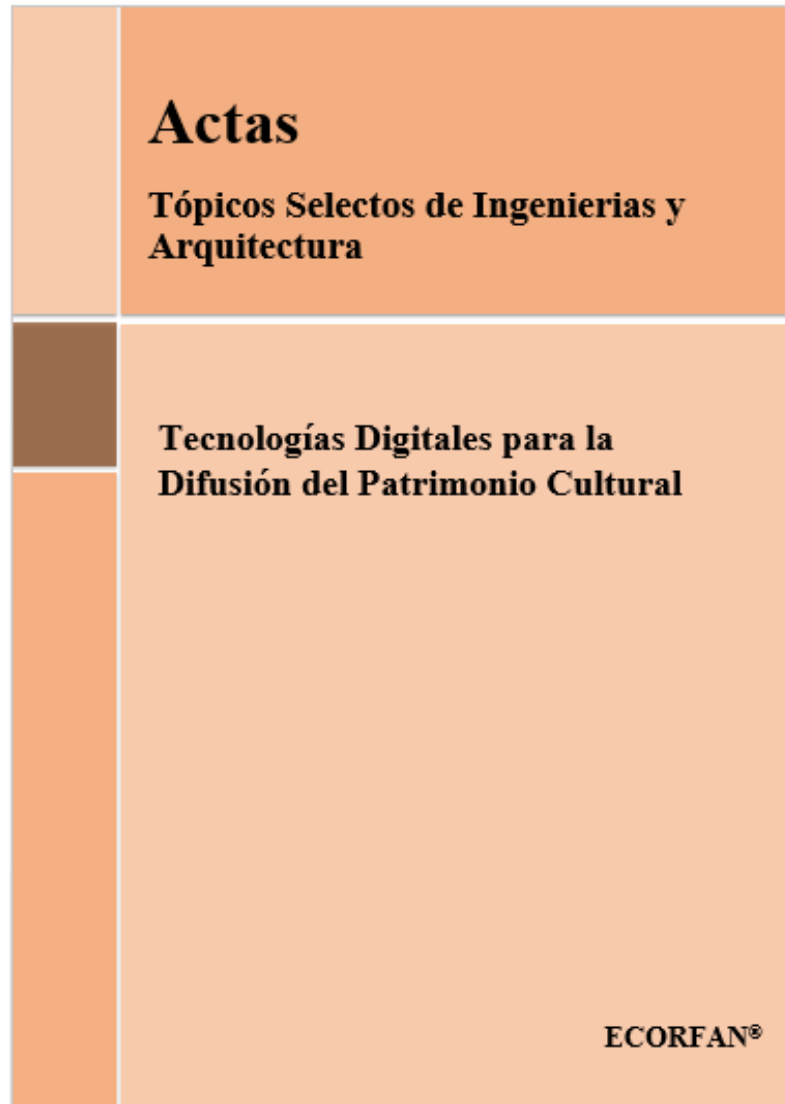 Actas
Tópicos Selectos de Ingenierias y
Arquitectura
Tecnologías Digitales para la
Difusión del Patrimonio Cultural
ECORFAN®